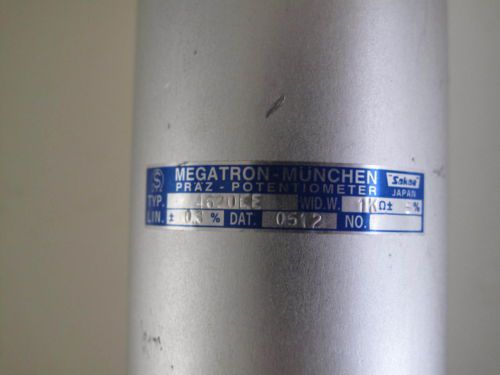 S MEGATRON-MÜNCHEN Sakae
PRÄZ-POTENTIOMETER JAPAN
TYP. WID.W. 1KΩ± %
LIN. ± 0.3 % DAT. 0512 NO.